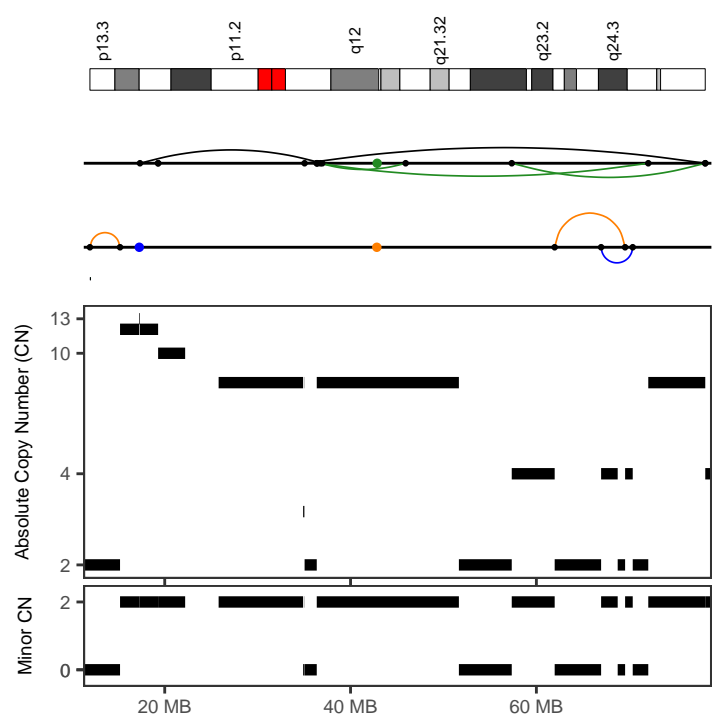 p13.3
p11.2
q12
q21.32
q23.2
q24.3
Absolute Copy Number (CN)
13
10
4
2
Minor CN
2
0
20 MB
40 MB
60 MB